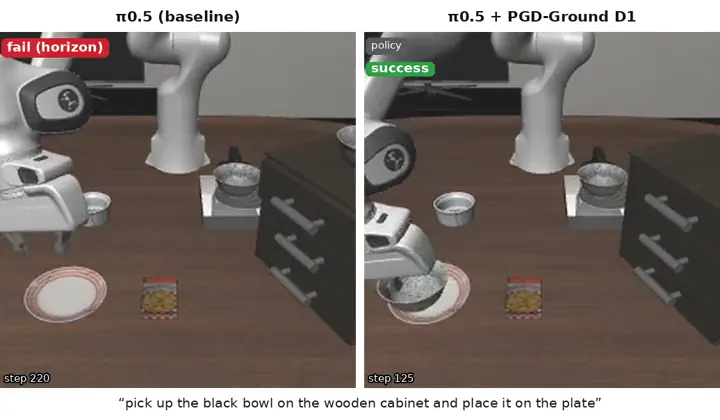 π0.5 (baseline)
π0.5 + PGD-Ground D1
fail (horizon)
policy
success
step 220
step 125
“pick up the black bowl on the wooden cabinet and place it on the plate”